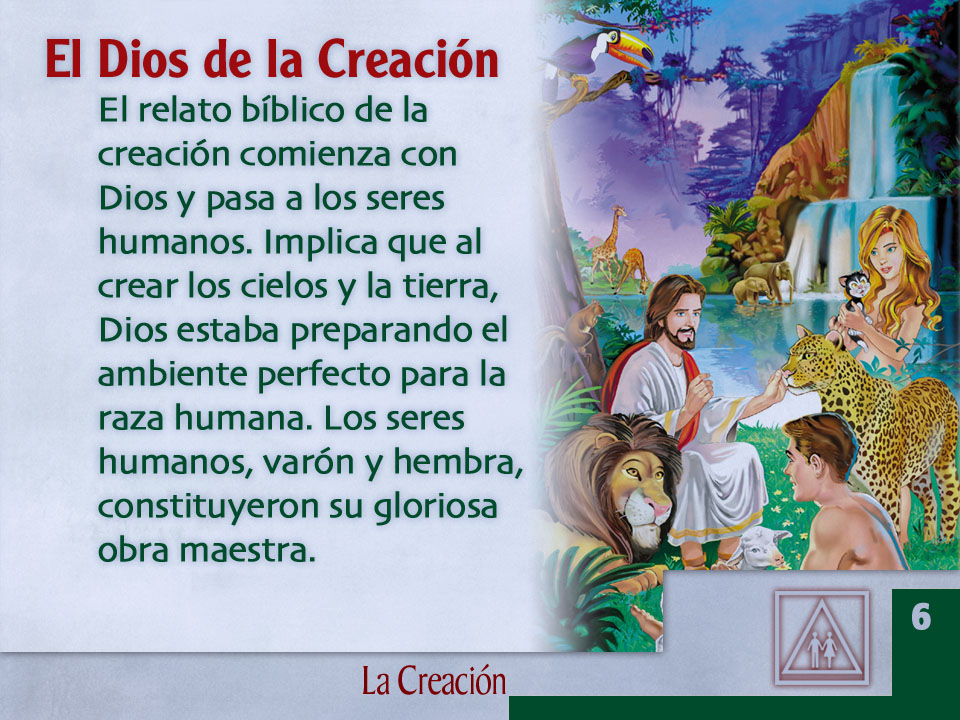 El Dios de la Creación
El relato bíblico de la
creación comienza con
Dios y pasa a los seres
humanos. Implica que al
crear los cielos y la tierra,
Dios estaba preparando el
ambiente perfecto para la
raza humana. Los seres
humanos, varón y hembra,
constituyeron su gloriosa
obra maestra.
6
La Creación